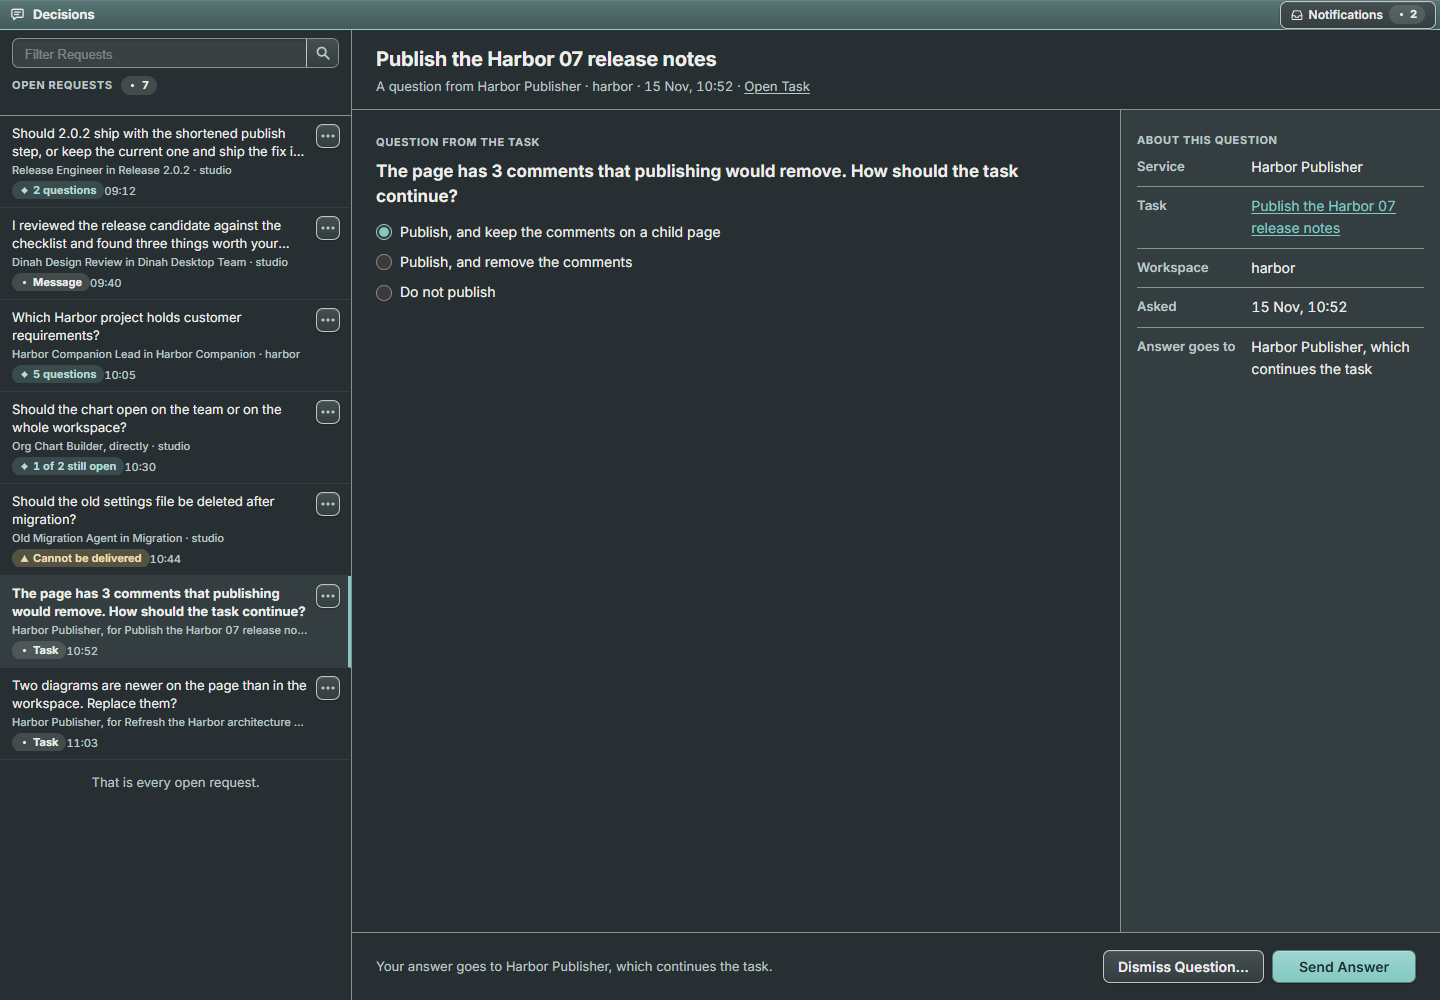 Decisions
Notifications • 2
Filter Requests
OPEN REQUESTS • 7
Should 2.0.2 ship with the shortened publish
step, or keep the current one and ship the fix i...
Release Engineer in Release 2.0.2 · studio
2 questions 09:12
I reviewed the release candidate against the
checklist and found three things worth your...
Dinah Design Review in Dinah Desktop Team · studio
• Message 09:40
Which Harbor project holds customer
requirements?
Harbor Companion Lead in Harbor Companion · harbor
5 questions 10:05
Should the chart open on the team or on the
whole workspace?
Org Chart Builder, directly · studio
1 of 2 still open 10:30
Should the old settings file be deleted after
migration?
Old Migration Agent in Migration · studio
Cannot be delivered 10:44
The page has 3 comments that publishing
would remove. How should the task continue?
Harbor Publisher, for Publish the Harbor 07 release no...
• Task 10:52
Two diagrams are newer on the page than in the
workspace. Replace them?
Harbor Publisher, for Refresh the Harbor architecture ...
• Task 11:03
That is every open request.
Publish the Harbor 07 release notes
A question from Harbor Publisher · harbor · 15 Nov, 10:52 · Open Task
QUESTION FROM THE TASK
The page has 3 comments that publishing would remove. How should the task
continue?
Publish, and keep the comments on a child page
Publish, and remove the comments
Do not publish
ABOUT THIS QUESTION
Service Harbor Publisher
Task Publish the Harbor 07
release notes
Workspace harbor
Asked 15 Nov, 10:52
Answer goes to Harbor Publisher, which
continues the task
Your answer goes to Harbor Publisher, which continues the task.
Dismiss Question...
Send Answer